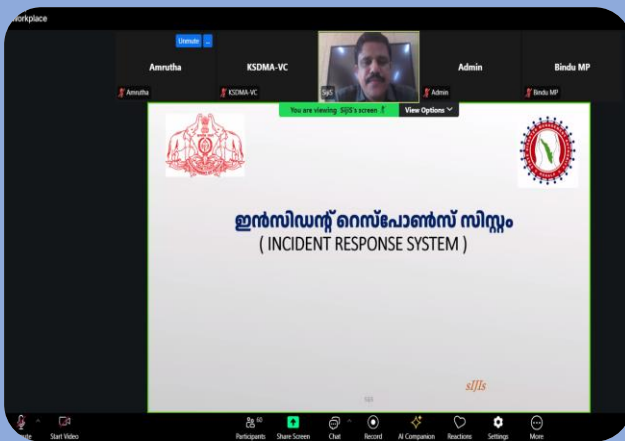 Workplace
Unmute
...
Amrutha
KSDMA-VC
Admin
Bindu MP
Amrutha
KSDMA-VC
SijiS
Admin
Bindu MP
You are viewing SijiS's screen
View Options
ഇൻസിഡന്റ് റെസ്പോൺസ് സിസ്റ്റം
( INCIDENT RESPONSE SYSTEM )
sIJIs
Start Video
60
Participants
Share Screen
Chat
Record
AI Companion
Reactions
Settings
More